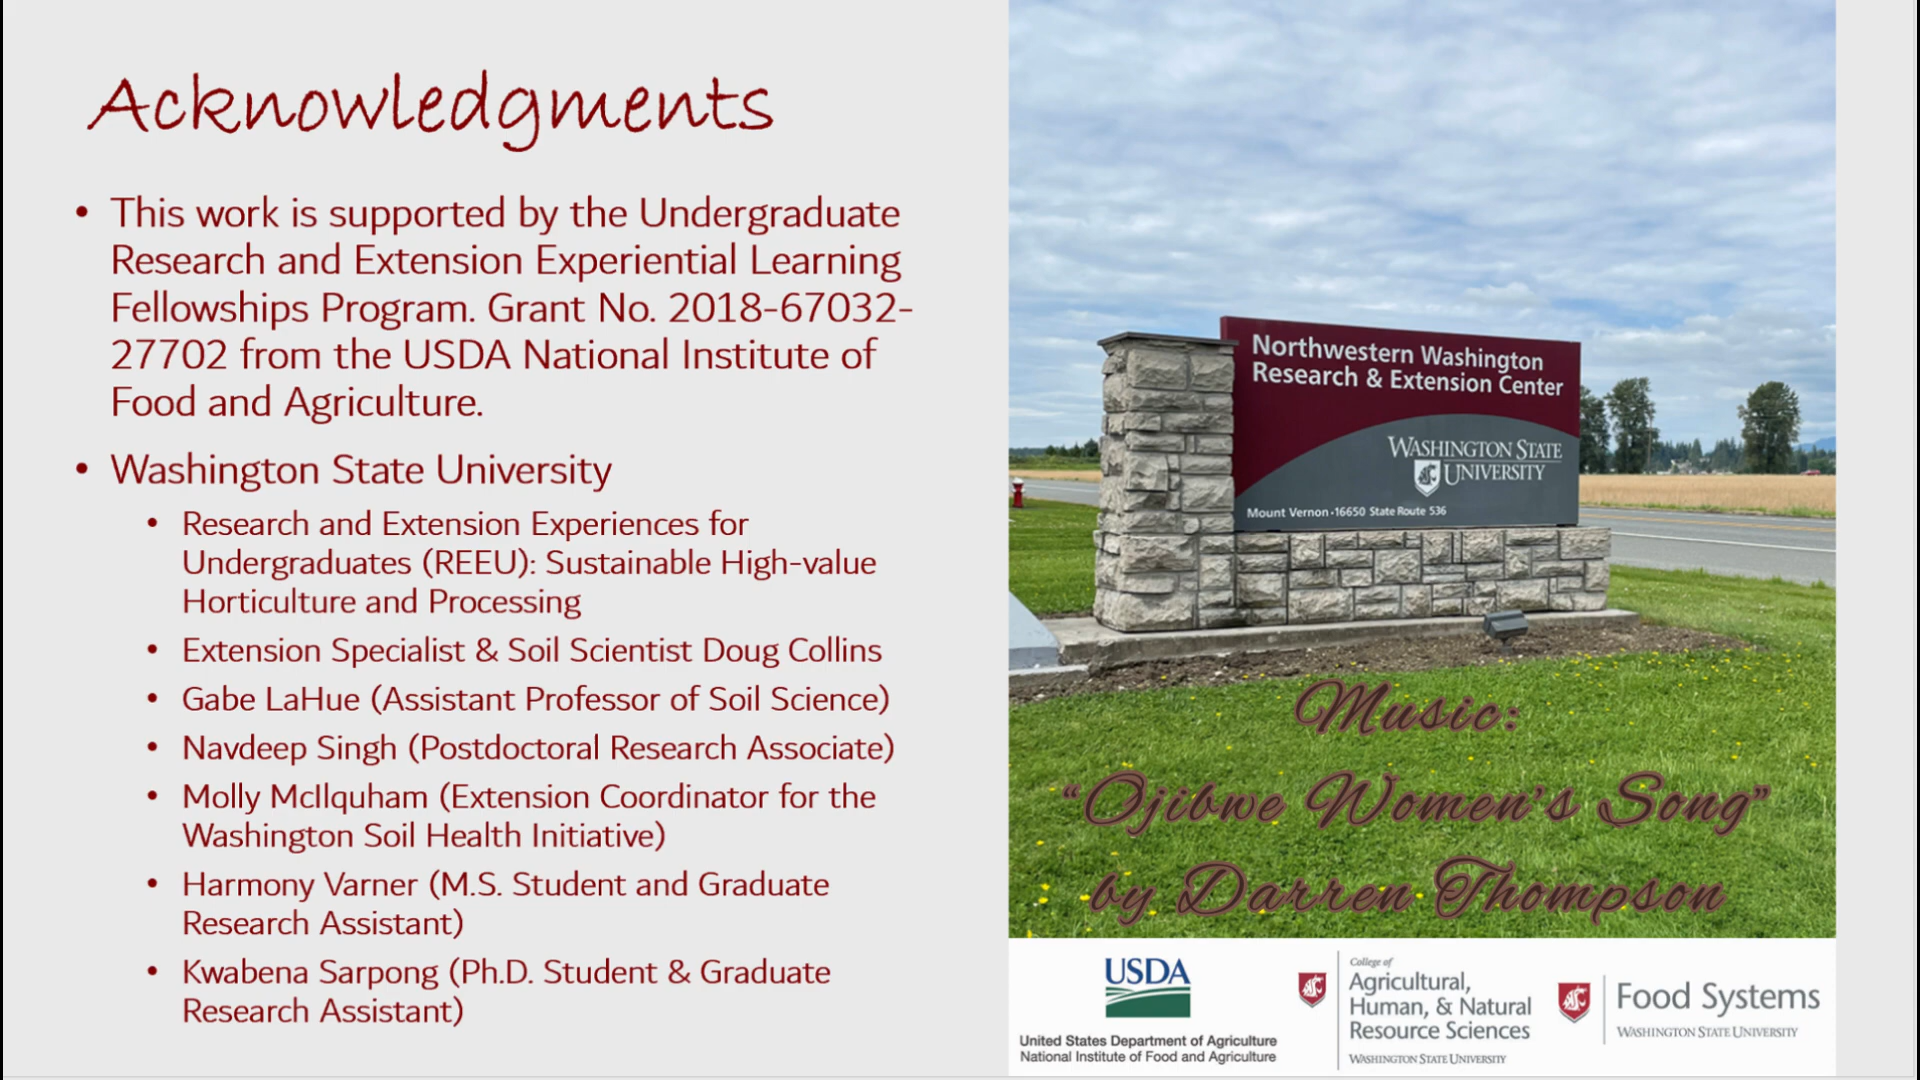 Acknowledgments
• This work is supported by the Undergraduate
Research and Extension Experiential Learning
Fellowships Program. Grant No. 2018-67032-
27702 from the USDA National Institute of
Food and Agriculture.
• Washington State University
• Research and Extension Experiences for
Undergraduates (REEU): Sustainable High-value
Horticulture and Processing
• Extension Specialist & Soil Scientist Doug Collins
• Gabe LaHue (Assistant Professor of Soil Science)
• Navdeep Singh (Postdoctoral Research Associate)
• Molly McIlquham (Extension Coordinator for the
Washington Soil Health Initiative)
• Harmony Varner (M.S. Student and Graduate
Research Assistant)
• Kwabena Sarpong (Ph.D. Student & Graduate
Research Assistant)
Northwestern Washington
Research & Extension Center
WASHINGTON STATE
UNIVERSITY
Mount Vernon · 16650 State Route 536
Music:
“Ojibwe Women's Song”
by Darren Thompson
USDA
United States Department of Agriculture
National Institute of Food and Agriculture
College of
Agricultural,
Human, & Natural
Resource Sciences
WASHINGTON STATE UNIVERSITY
Food Systems
WASHINGTON STATE UNIVERSITY